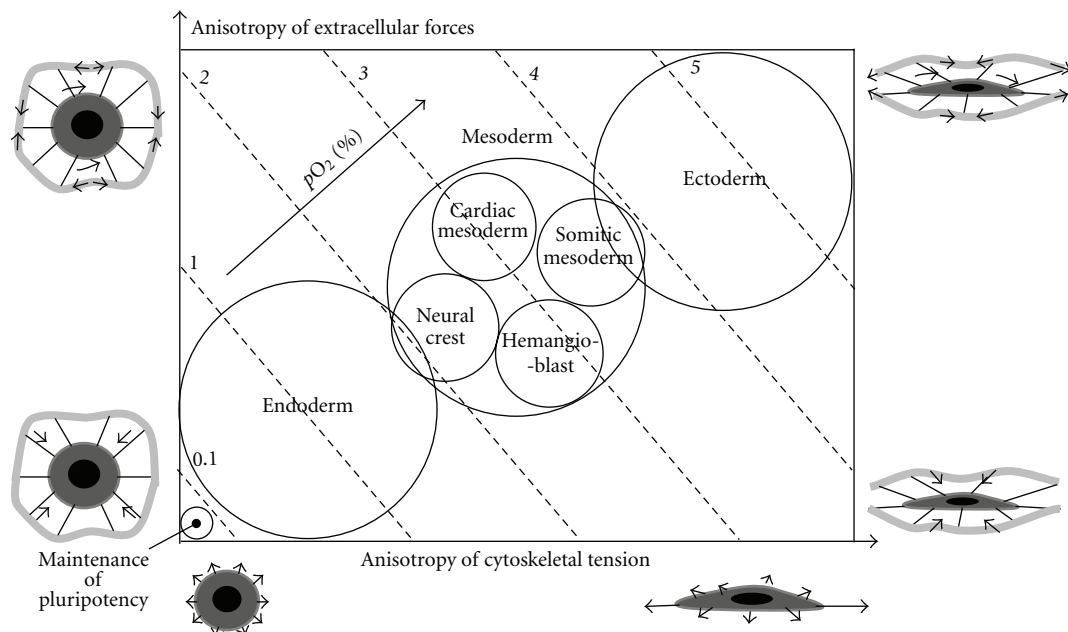 Anisotropy of extracellular forces
2
3
4
5
pO₂ (%)
Mesoderm
Ectoderm
Cardiac
mesoderm
Somitic
mesoderm
1
Neural
crest
Hemangio-
-blast
Endoderm
0.1
Maintenance
of
pluripotency
Anisotropy of cytoskeletal tension